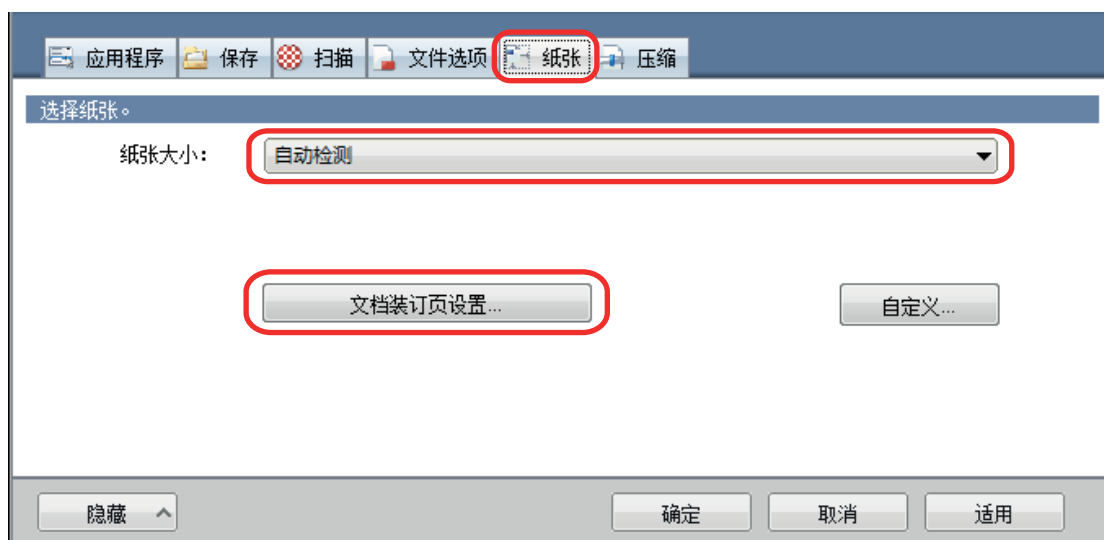 应用程序 保存 扫描 文件选项 纸张 压缩
选择纸张。
纸张大小： 自动检测
文档装订页设置... 自定义...
隐藏 确定 取消 适用